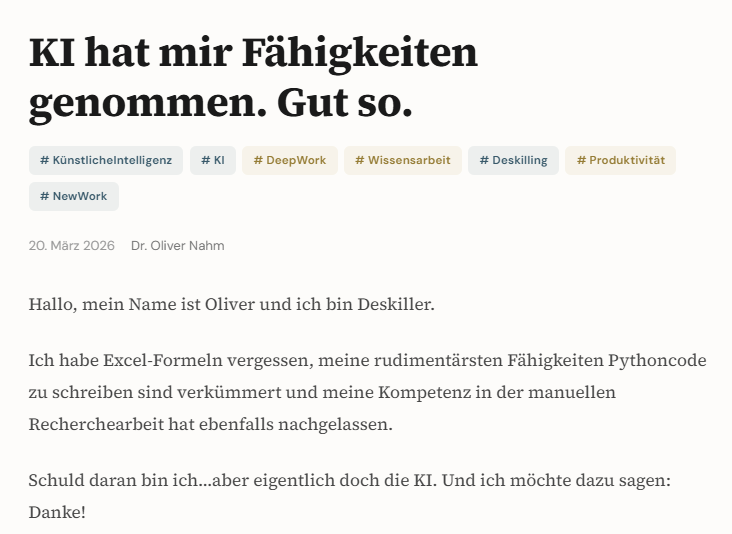 KI hat mir Fähigkeiten
genommen. Gut so.
# KünstlicheIntelligenz # KI # DeepWork # Wissensarbeit # Deskilling # Produktivität
# NewWork
20. März 2026 Dr. Oliver Nahm
Hallo, mein Name ist Oliver und ich bin Deskiller.
Ich habe Excel-Formeln vergessen, meine rudimentärsten Fähigkeiten Pythoncode
zu schreiben sind verkümmert und meine Kompetenz in der manuellen
Recherchearbeit hat ebenfalls nachgelassen.
Schuld daran bin ich...aber eigentlich doch die KI. Und ich möchte dazu sagen:
Danke!